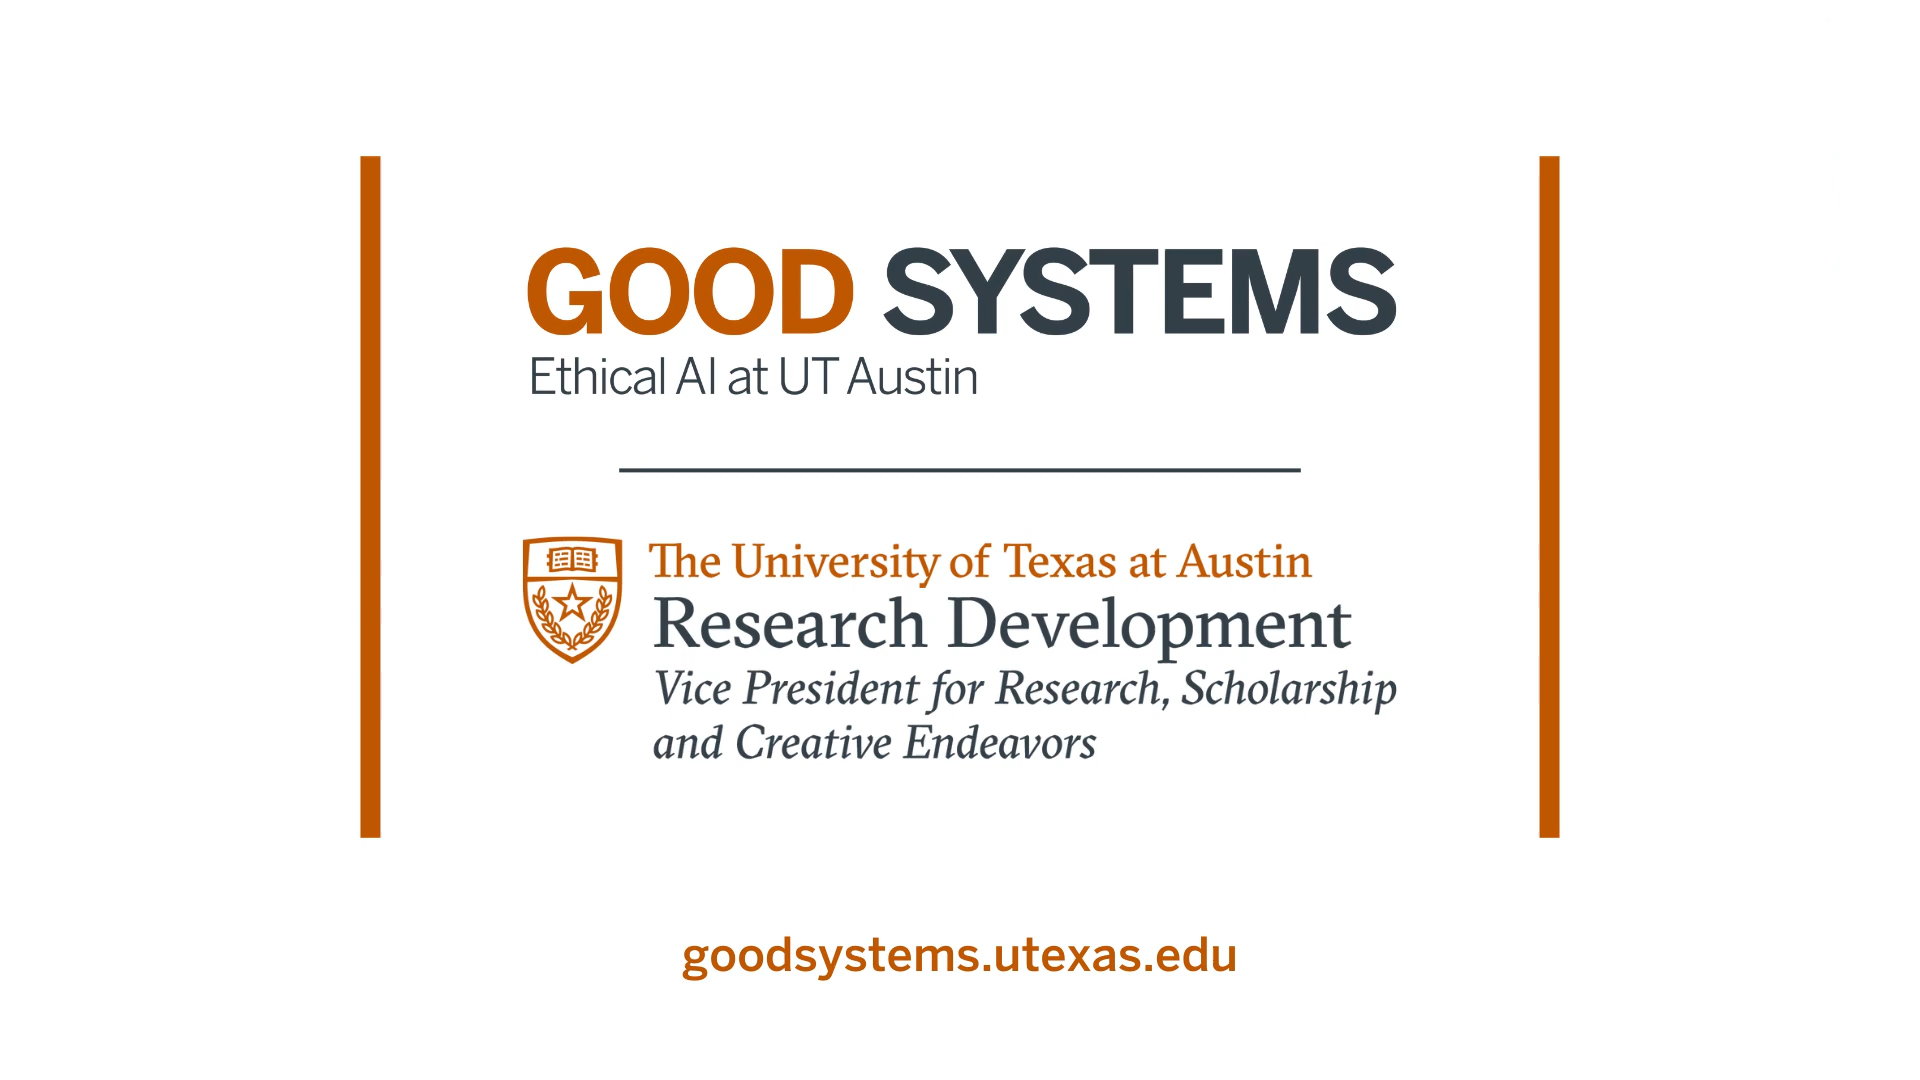 GOOD SYSTEMS
Ethical AI at UT Austin
The University of Texas at Austin
Research Development
Vice President for Research, Scholarship
and Creative Endeavors
goodsystems.utexas.edu